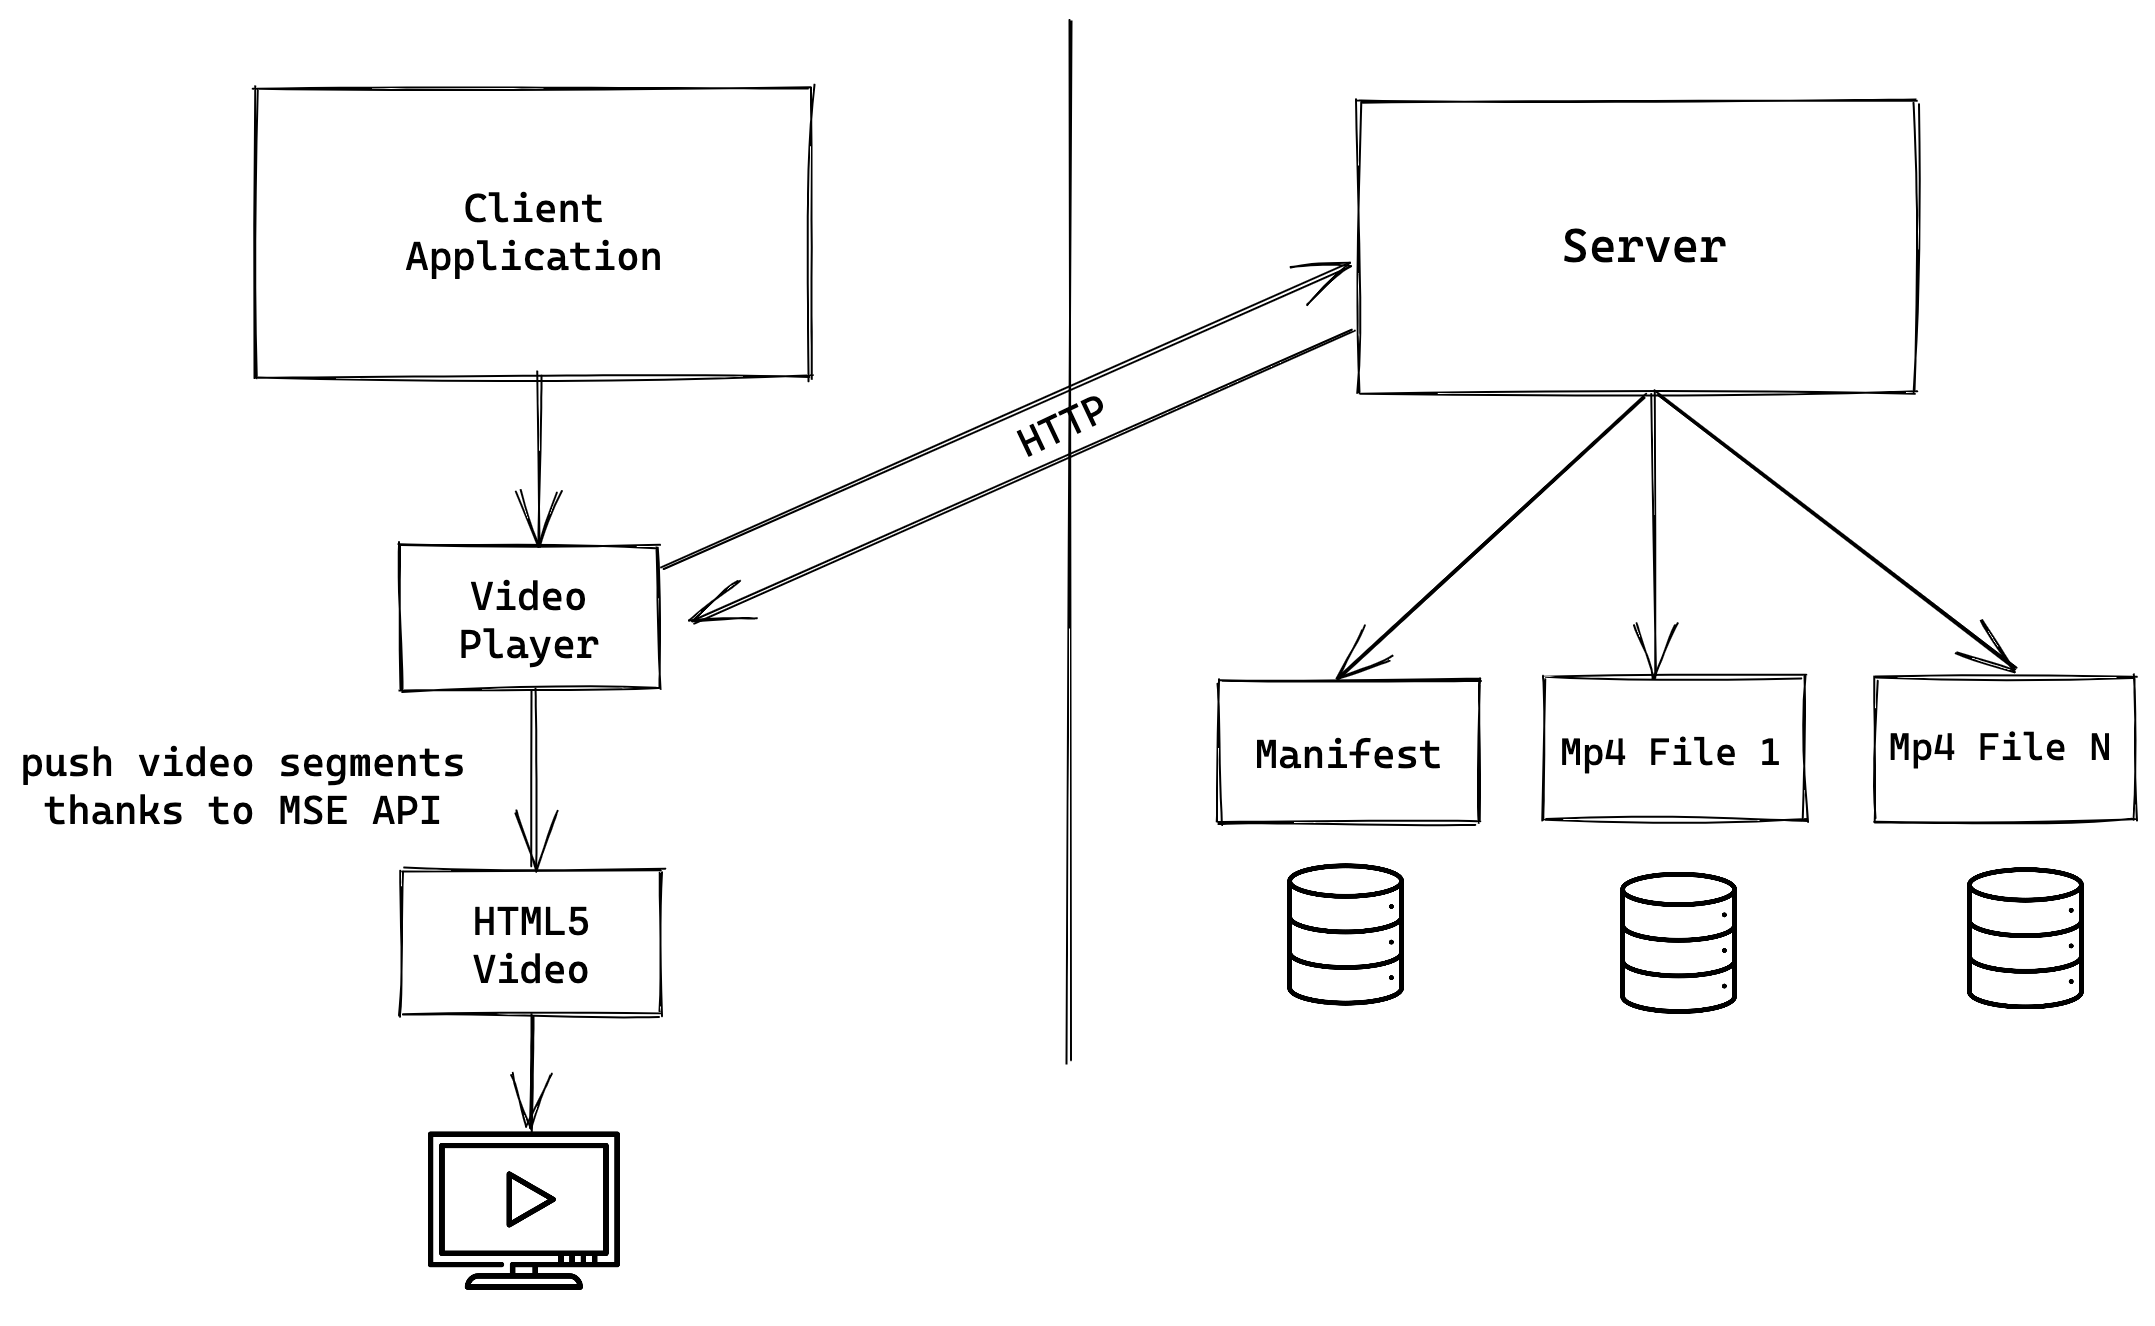 Client
Application
Server
HTTP
Video
Player
push video segments
thanks to MSE API
Manifest
Mp4 File 1
Mp4 File N
HTML5
Video